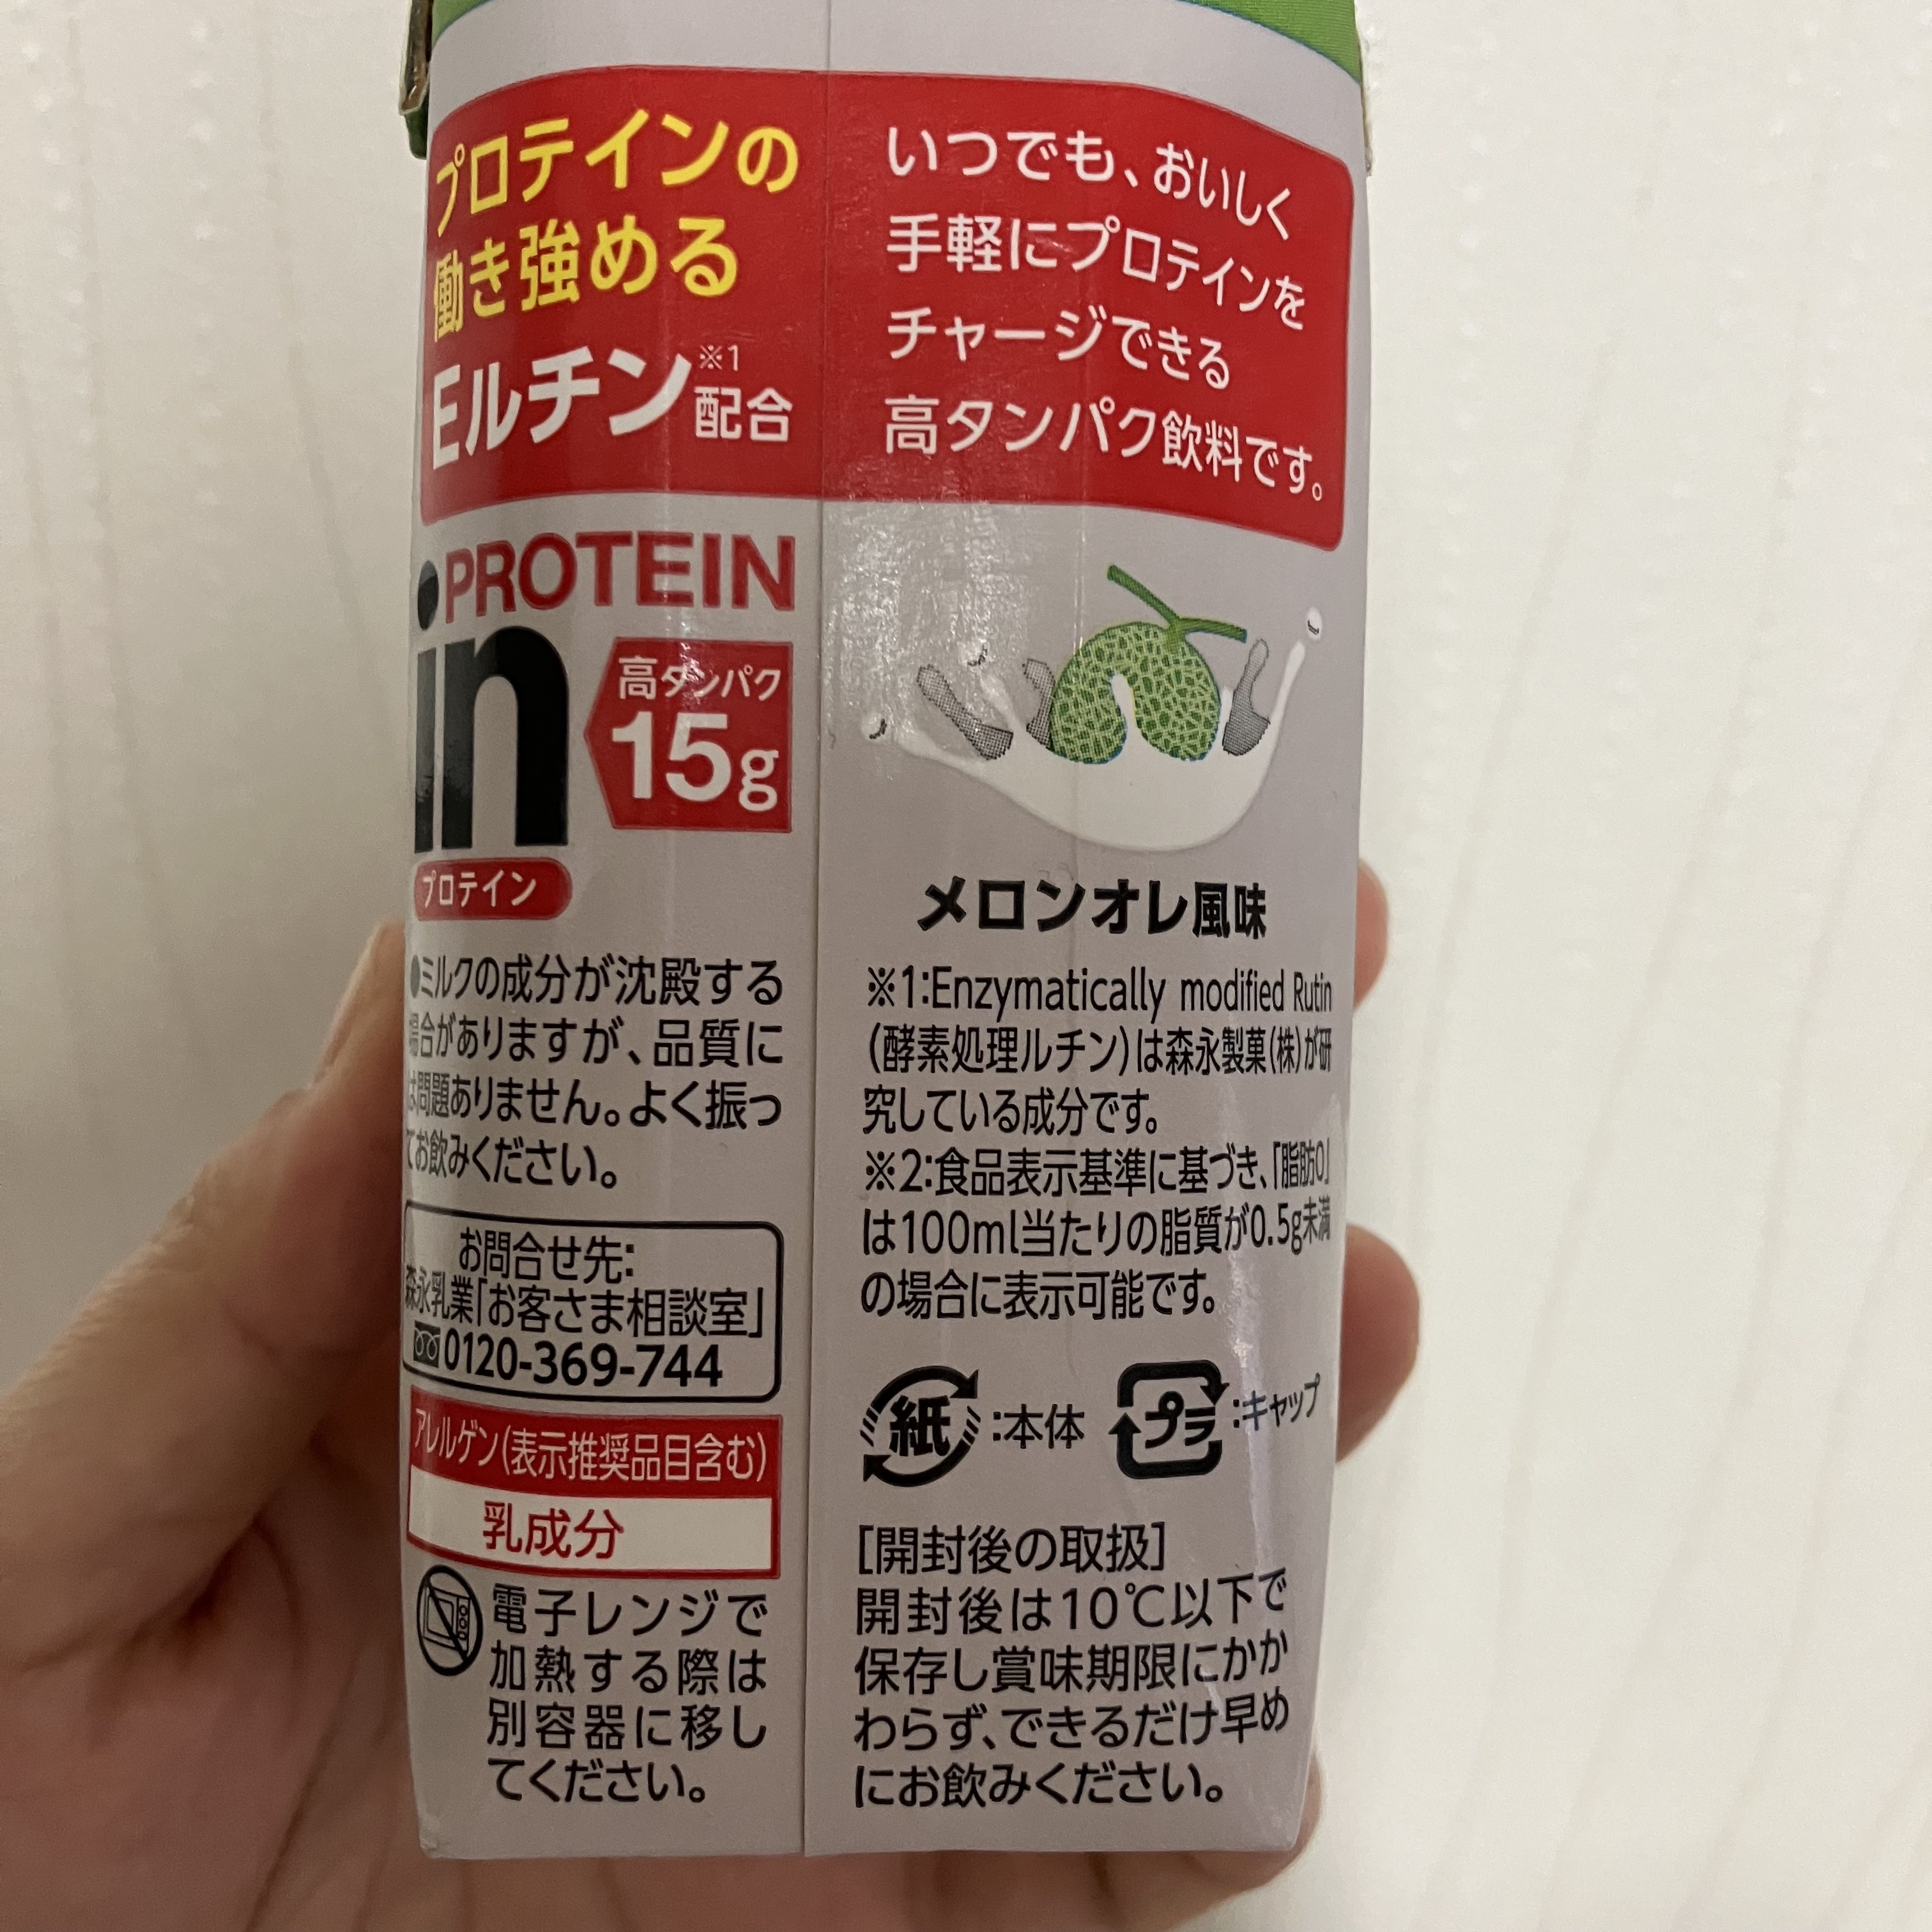 プロテインの
働き強める
Eルチン※1配合
PROTEIN
in
高タンパク
15g
プロテイン
●ミルクの成分が沈殿する
場合がありますが、品質に
は問題ありません。よく振っ
てお飲みください。
お問合せ先:
森永乳業「お客さま相談室」
0120-369-744
アレルゲン(表示推奨品目含む)
乳成分
電子レンジで
加熱する際は
別容器に移し
てください。
いつでも、おいしく
手軽にプロテインを
チャージできる
高タンパク飲料です。
メロンオレ風味
※1:Enzymatically modified Rutin
(酵素処理ルチン)は森永製菓(株)が研
究している成分です。
※2:食品表示基準に基づき、「脂肪0」
は100ml当たりの脂質が0.5g未満
の場合に表示可能です。
紙:本体 プラ:キャップ
[開封後の取扱]
開封後は10℃以下で
保存し賞味期限にかか
わらず、できるだけ早め
にお飲みください。